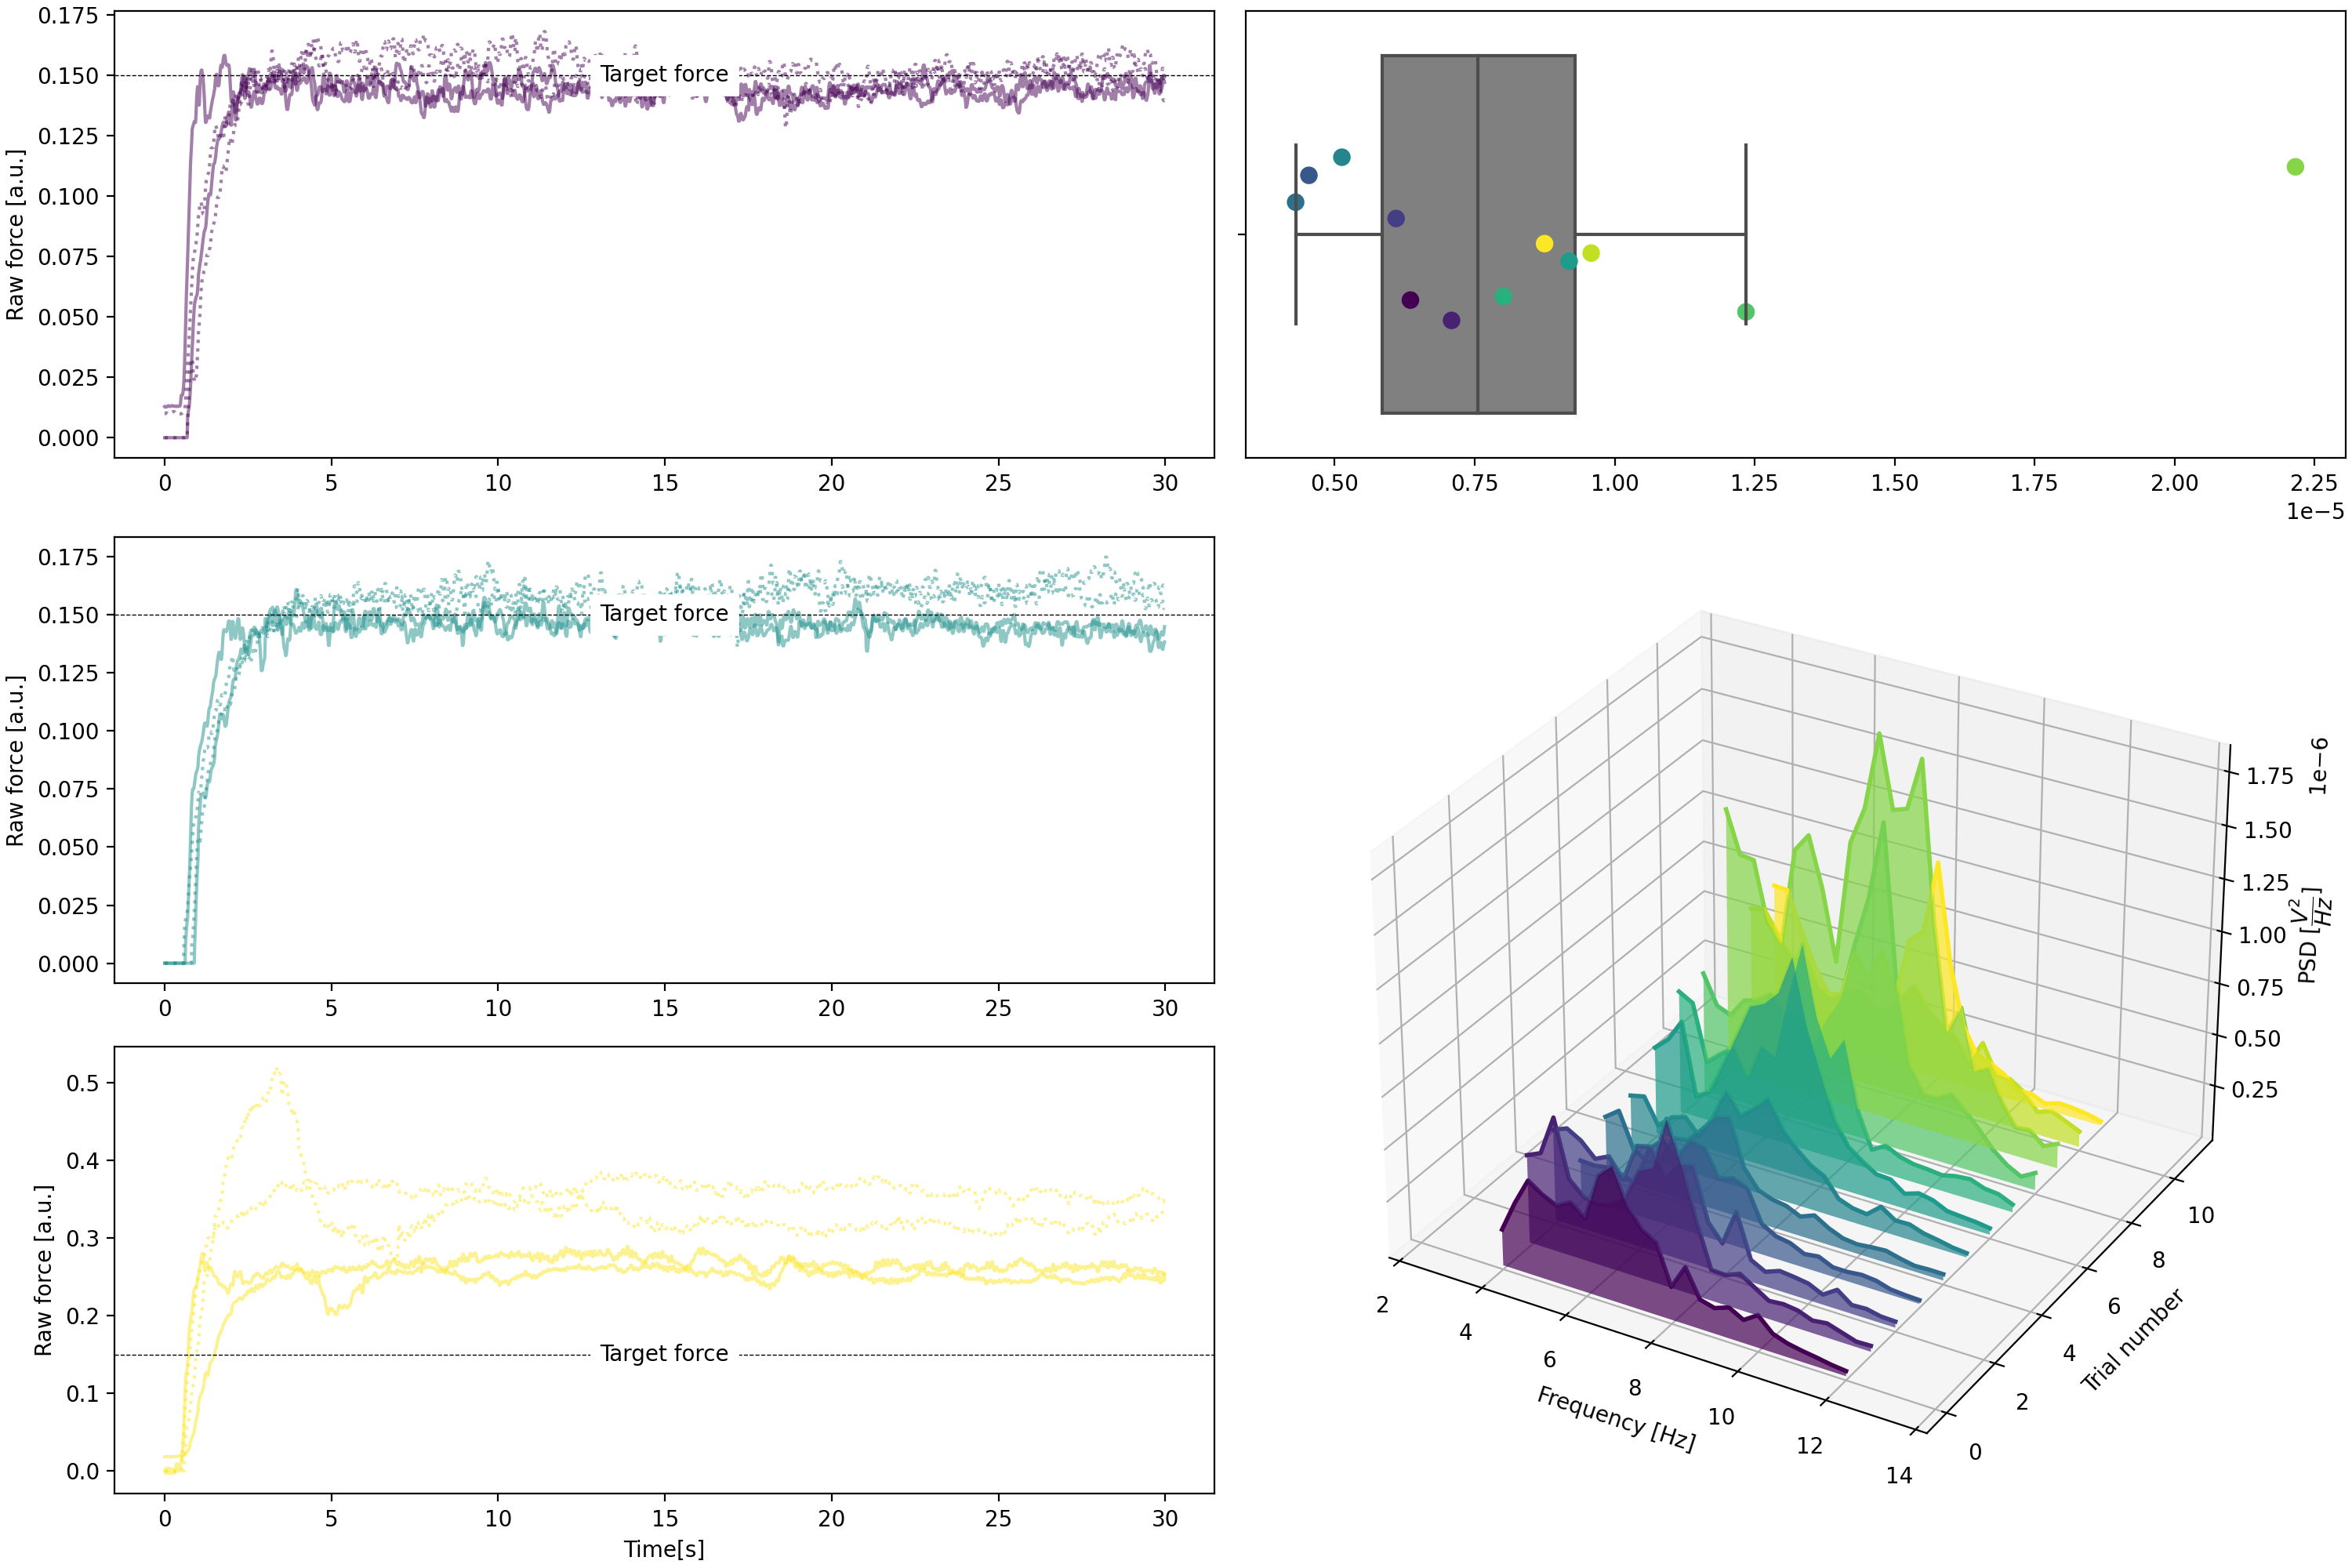 0.175
0.150
0.125
0.100
0.075
0.050
0.025
0.000
Raw force [a.u.]
Target force
0 5 10 15 20 25 30
0.50 0.75 1.00 1.25 1.50 1.75 2.00 2.25
1e−5
0.175
0.150
0.125
0.100
0.075
0.050
0.025
0.000
Raw force [a.u.]
Target force
0 5 10 15 20 25 30
0.5
0.4
0.3
0.2
0.1
0.0
Raw force [a.u.]
Target force
0 5 10 15 20 25 30
Time[s]
1e−6
1.75
1.50
1.25
1.00
0.75
0.50
0.25
PSD [V²/Hz]
10
8
6
4
2
0
Trial number
2 4 6 8 10 12 14
Frequency [Hz]